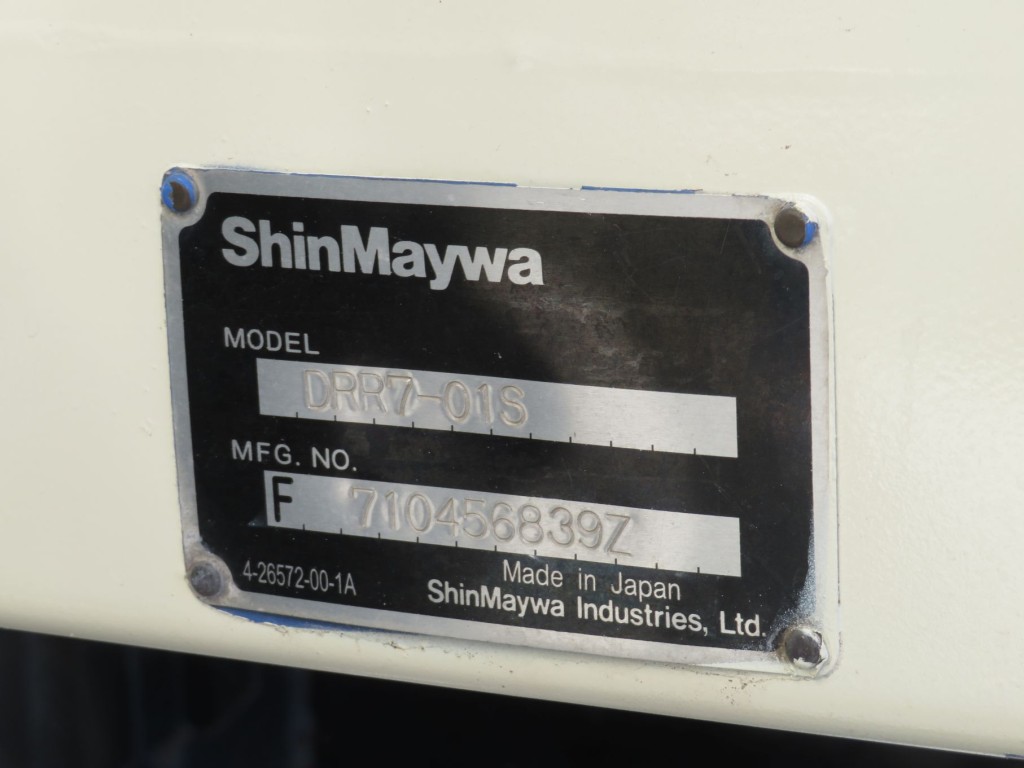 ShinMaywa
MODEL
DRR7-01S
MFG. NO.
F 710456839Z
4-26572-00-1A
Made in Japan
ShinMaywa Industries, Ltd.